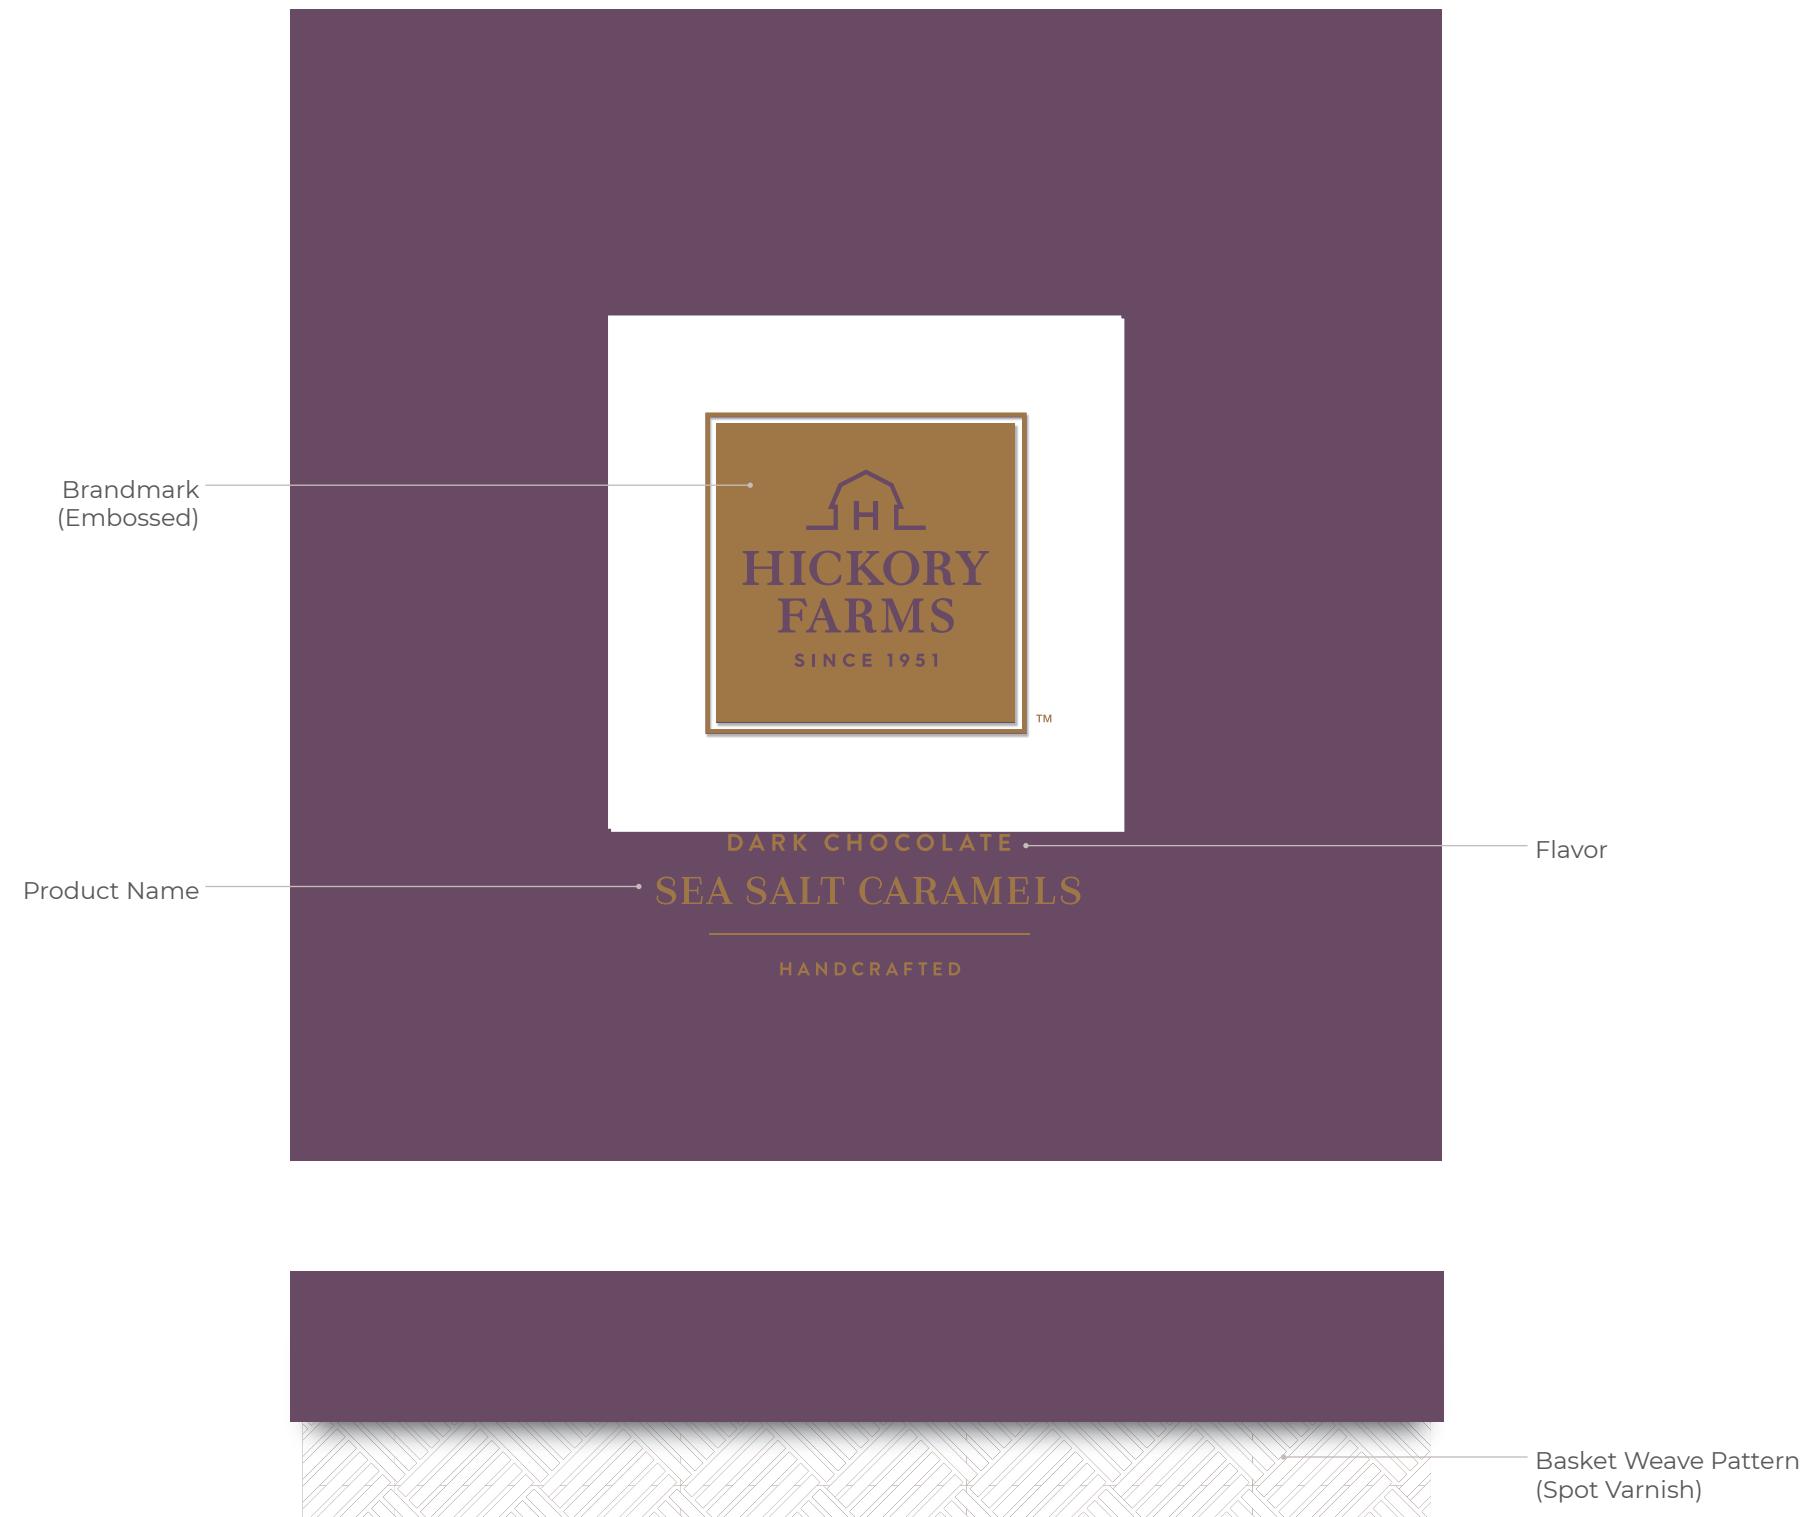 H
HICKORY
FARMS
SINCE 1951
TM
Brandmark
(Embossed)
DARK CHOCOLATE
Flavor
Product Name
SEA SALT CARAMELS
HANDCRAFTED
Basket Weave Pattern
(Spot Varnish)